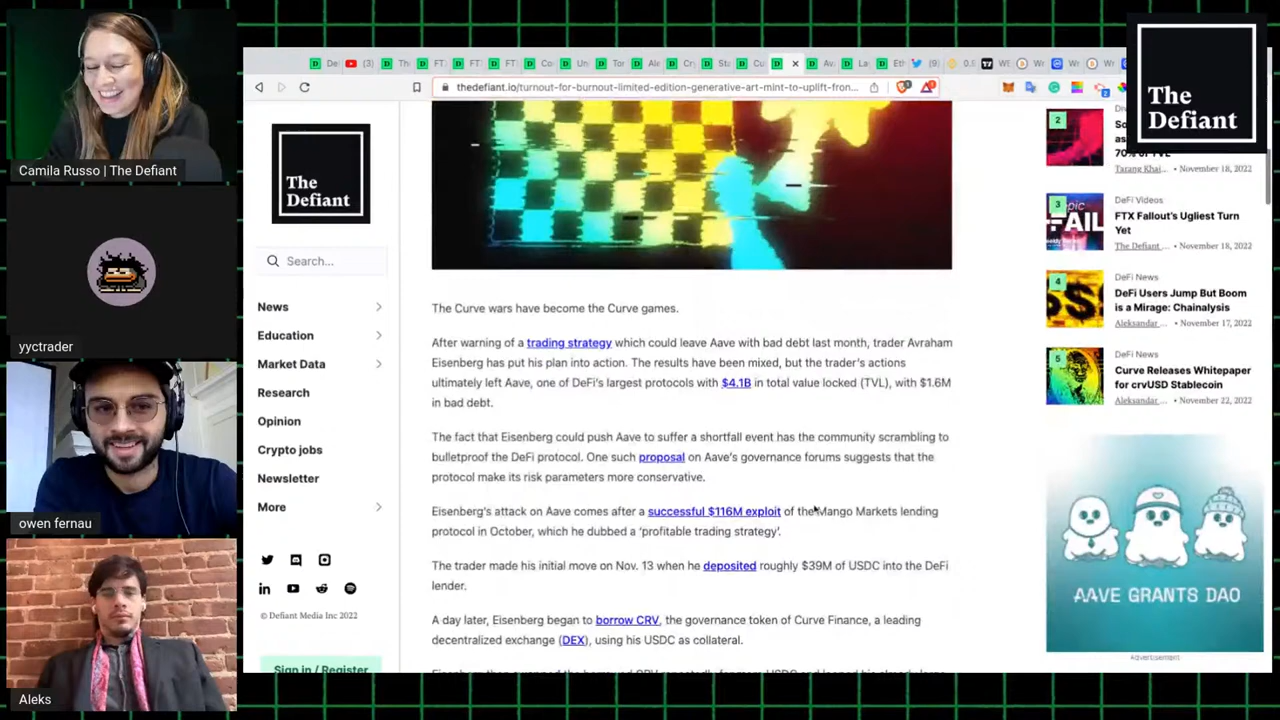 Camila Russo | The Defiant
yyctrader
owen fernau
Aleks
(3)
(9)
thedefiant.io/turnout-for-burnout-limited-edition-generative-art-mint-to-uplift-fron...
The
Defiant
Search...
News
Education
Market Data
Research
Opinion
Crypto jobs
Newsletter
More
© Defiant Media Inc 2022
Sign in / Register
The Curve wars have become the Curve games.
After warning of a trading strategy which could leave Aave with bad debt last month, trader Avraham
Eisenberg has put his plan into action. The results have been mixed, but the trader's actions
ultimately left Aave, one of DeFi's largest protocols with $4.1B in total value locked (TVL), with $1.6M
in bad debt.
The fact that Eisenberg could push Aave to suffer a shortfall event has the community scrambling to
bulletproof the DeFi protocol. One such proposal on Aave's governance forums suggests that the
protocol make its risk parameters more conservative.
Eisenberg's attack on Aave comes after a successful $116M exploit of the Mango Markets lending
protocol in October, which he dubbed a 'profitable trading strategy'.
The trader made his initial move on Nov. 13 when he deposited roughly $39M of USDC into the DeFi
lender.
A day later, Eisenberg began to borrow CRV, the governance token of Curve Finance, a leading
decentralized exchange (DEX), using his USDC as collateral.
The
Defiant
2
70% of TVL
Tarang Khai... • November 18, 2022
3
DeFi Videos
FTX Fallout's Ugliest Turn
Yet
The Defiant ... • November 18, 2022
4
DeFi News
DeFi Users Jump But Boom
is a Mirage: Chainalysis
Aleksandar ... • November 17, 2022
5
DeFi News
Curve Releases Whitepaper
for crvUSD Stablecoin
Aleksandar ... • November 22, 2022
AAVE GRANTS DAO
Advertisement